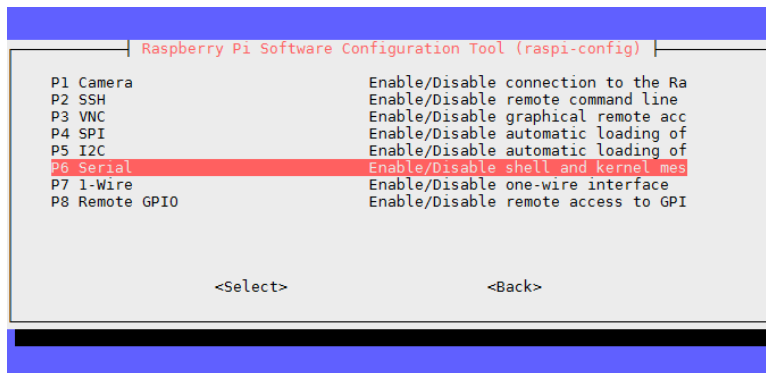 Raspberry Pi Software Configuration Tool (raspi-config)
P1 Camera Enable/Disable connection to the Ra
P2 SSH Enable/Disable remote command line
P3 VNC Enable/Disable graphical remote acc
P4 SPI Enable/Disable automatic loading of
P5 I2C Enable/Disable automatic loading of
P6 Serial Enable/Disable shell and kernel mes
P7 1-Wire Enable/Disable one-wire interface
P8 Remote GPIO Enable/Disable remote access to GPI
<Select> <Back>